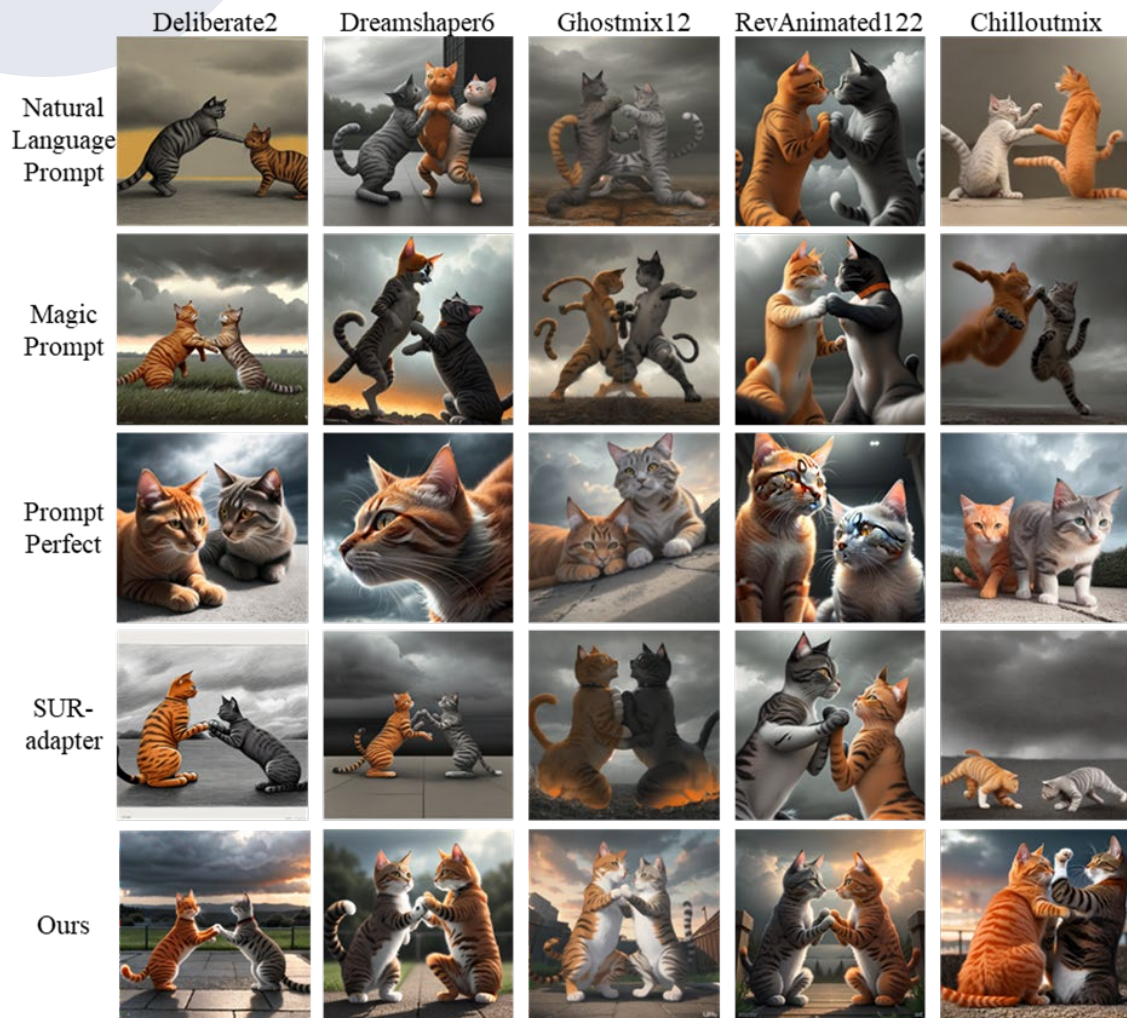 Deliberate2 Dreamshaper6 Ghostmix12 RevAnimated122 Chilloutmix
Natural
Language
Prompt
Magic
Prompt
Prompt
Perfect
SUR-
adapter
Ours